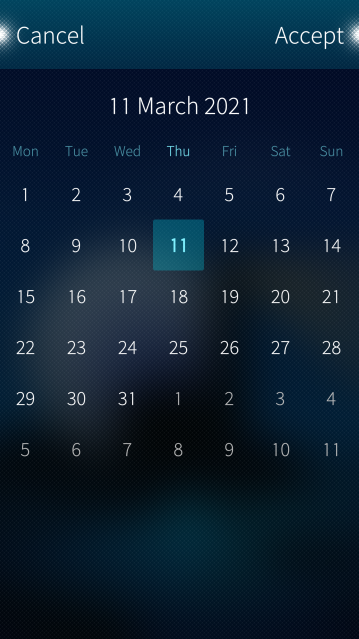 Cancel Accept
11 March 2021
Mon Tue Wed Thu Fri Sat Sun
1 2 3 4 5 6 7
8 9 10 11 12 13 14
15 16 17 18 19 20 21
22 23 24 25 26 27 28
29 30 31 1 2 3 4
5 6 7 8 9 10 11